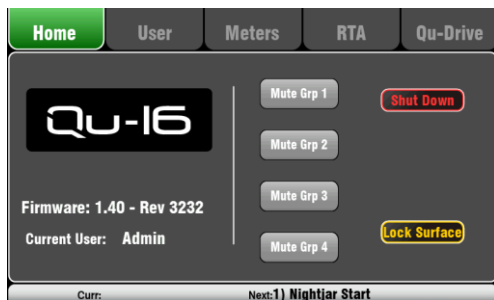 Home User Meters RTA Qu-Drive
Qu-16
Firmware: 1.40 - Rev 3232
Current User: Admin
Mute Grp 1
Mute Grp 2
Mute Grp 3
Mute Grp 4
Shut Down
Lock Surface
Curr: Next:1) Nightjar Start